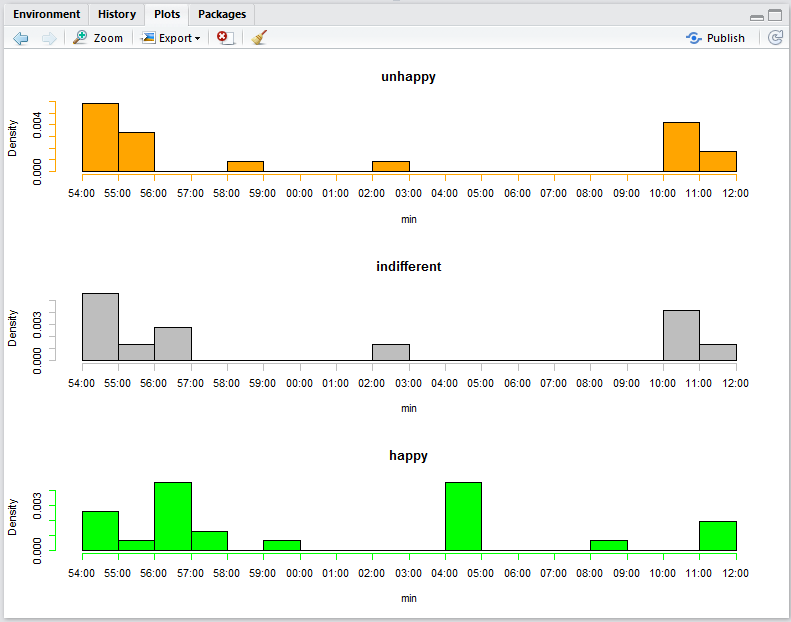 Environment History Plots Packages
Zoom Export Publish
unhappy
Density
0.004
0.000
54:00 55:00 56:00 57:00 58:00 59:00 00:00 01:00 02:00 03:00 04:00 05:00 06:00 07:00 08:00 09:00 10:00 11:00 12:00
min
indifferent
Density
0.003
0.000
54:00 55:00 56:00 57:00 58:00 59:00 00:00 01:00 02:00 03:00 04:00 05:00 06:00 07:00 08:00 09:00 10:00 11:00 12:00
min
happy
Density
0.003
0.000
54:00 55:00 56:00 57:00 58:00 59:00 00:00 01:00 02:00 03:00 04:00 05:00 06:00 07:00 08:00 09:00 10:00 11:00 12:00
min